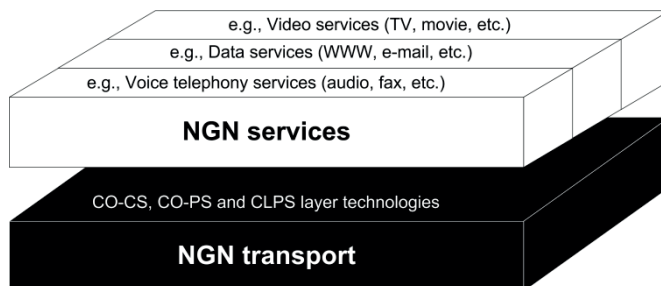 e.g., Video services (TV, movie, etc.)
e.g., Data services (WWW, e-mail, etc.)
e.g., Voice telephony services (audio, fax, etc.)
NGN services
CO-CS, CO-PS and CLPS layer technologies
NGN transport